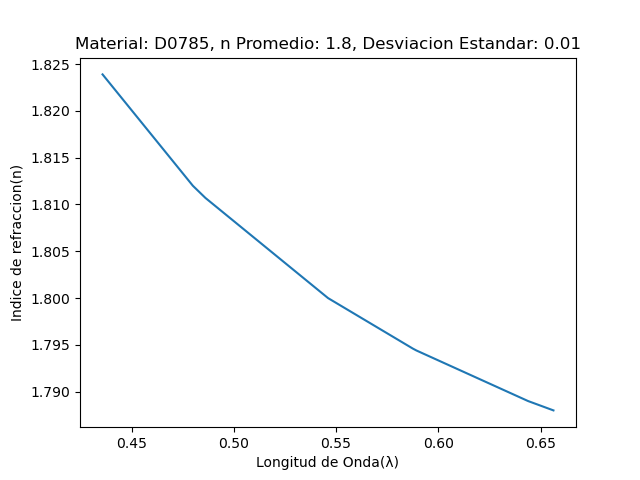 Material: D0785, n Promedio: 1.8, Desviacion Estandar: 0.01
1.825
1.820
1.815
1.810
1.805
1.800
1.795
1.790
Indice de refraccion(n)
0.45 0.50 0.55 0.60 0.65
Longitud de Onda(λ)